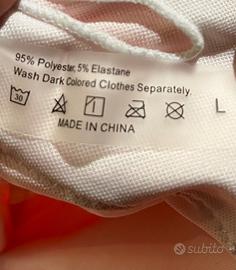 95% Polyester, 5% Elastane
Wash Dark Colored Clothes Separately.
30
L
MADE IN CHINA
subito